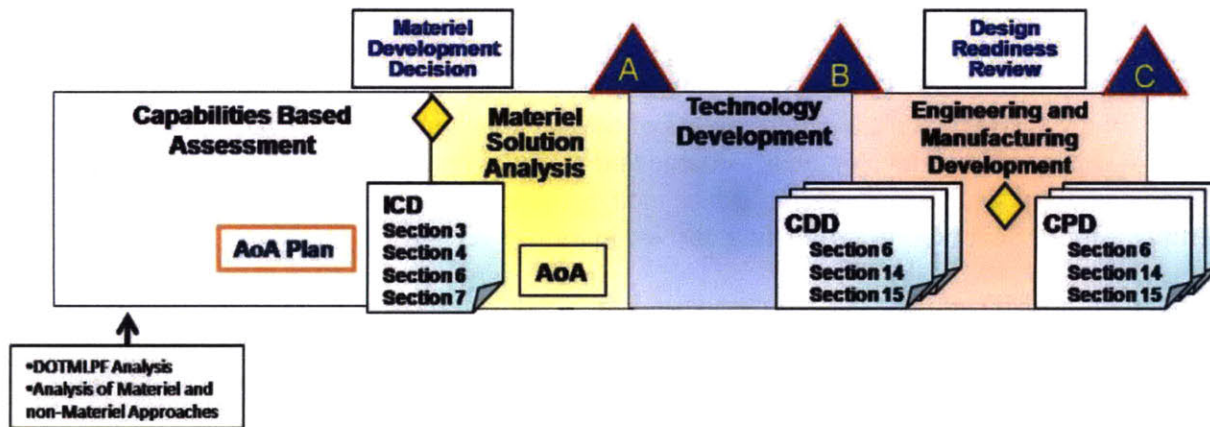 Materiel
Development
Decision
A
B
Design
Readiness
Review
C
Capabilities Based
Assessment
Materiel
Solution
Analysis
Technology
Development
Engineering and
Manufacturing
Development
AoA Plan
ICD
Section 3
Section 4
Section 6
Section 7
AoA
CDD
Section 6
Section 14
Section 15
CPD
Section 6
Section 14
Section 15
•DOTMLPF Analysis
•Analysis of Materiel and
non-Materiel Approaches